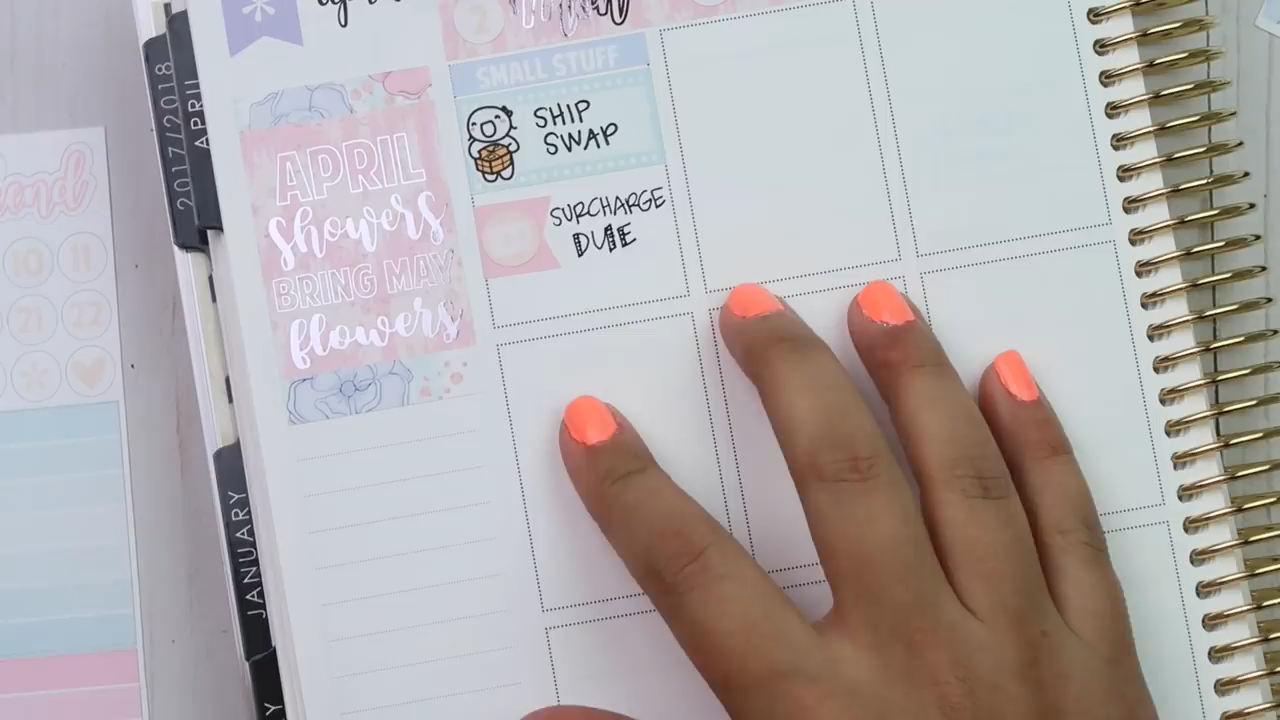 2017/2018
APRIL
JANUARY
10 11
21 22
2
SMALL STUFF
SHIP
SWAP
SURCHARGE
DUE
APRIL
showers
BRING MAY
flowers